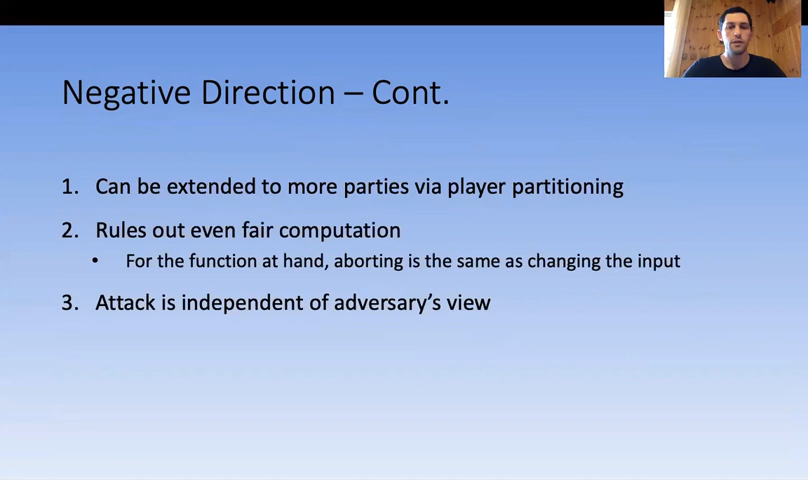 Negative Direction – Cont.
1. Can be extended to more parties via player partitioning
2. Rules out even fair computation
• For the function at hand, aborting is the same as changing the input
3. Attack is independent of adversary’s view